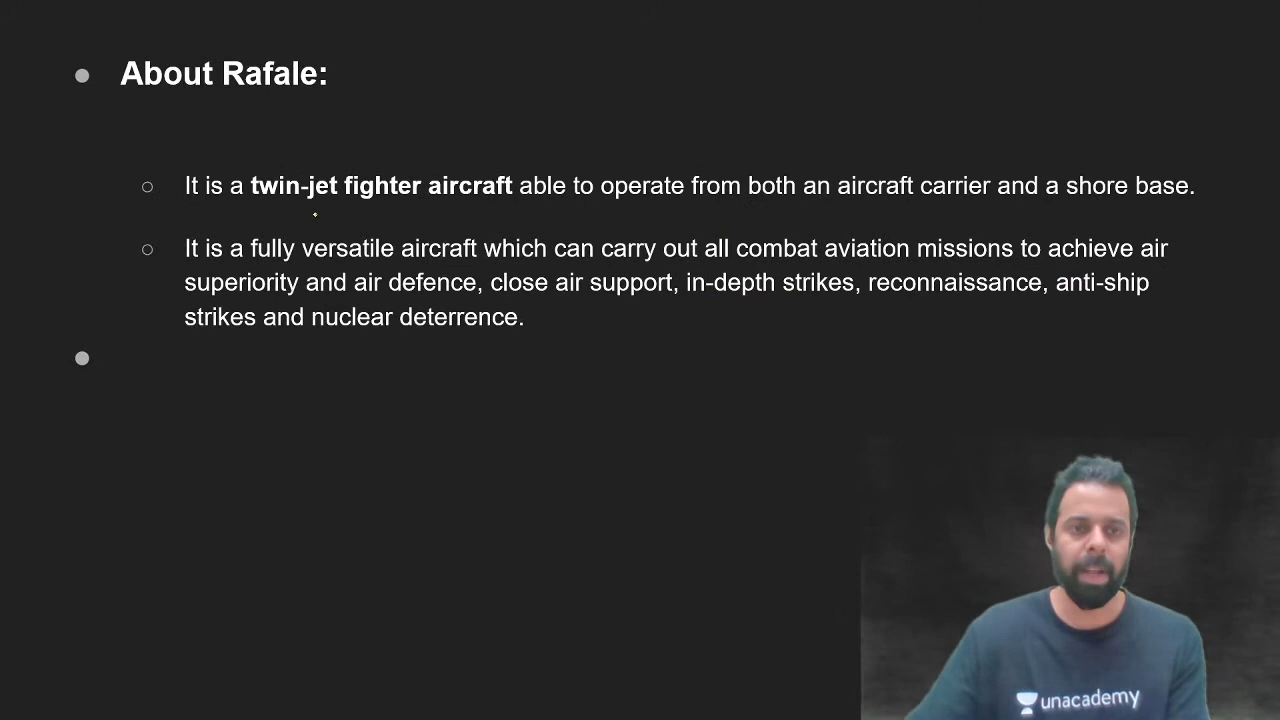 About Rafale:
It is a twin-jet fighter aircraft able to operate from both an aircraft carrier and a shore base.
It is a fully versatile aircraft which can carry out all combat aviation missions to achieve air
superiority and air defence, close air support, in-depth strikes, reconnaissance, anti-ship
strikes and nuclear deterrence.
unacademy